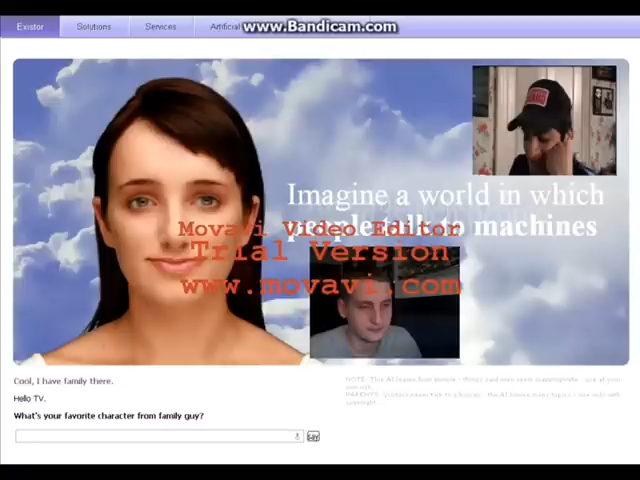 www.Bandicam.com
Existor Solutions Services Artificial
Imagine a world in which
people talk to machines
Movavi Video Editor
Trial Version
www.movavi.com
Cool, I have family there.
Hello TV.
What's your favorite character from family guy?
say